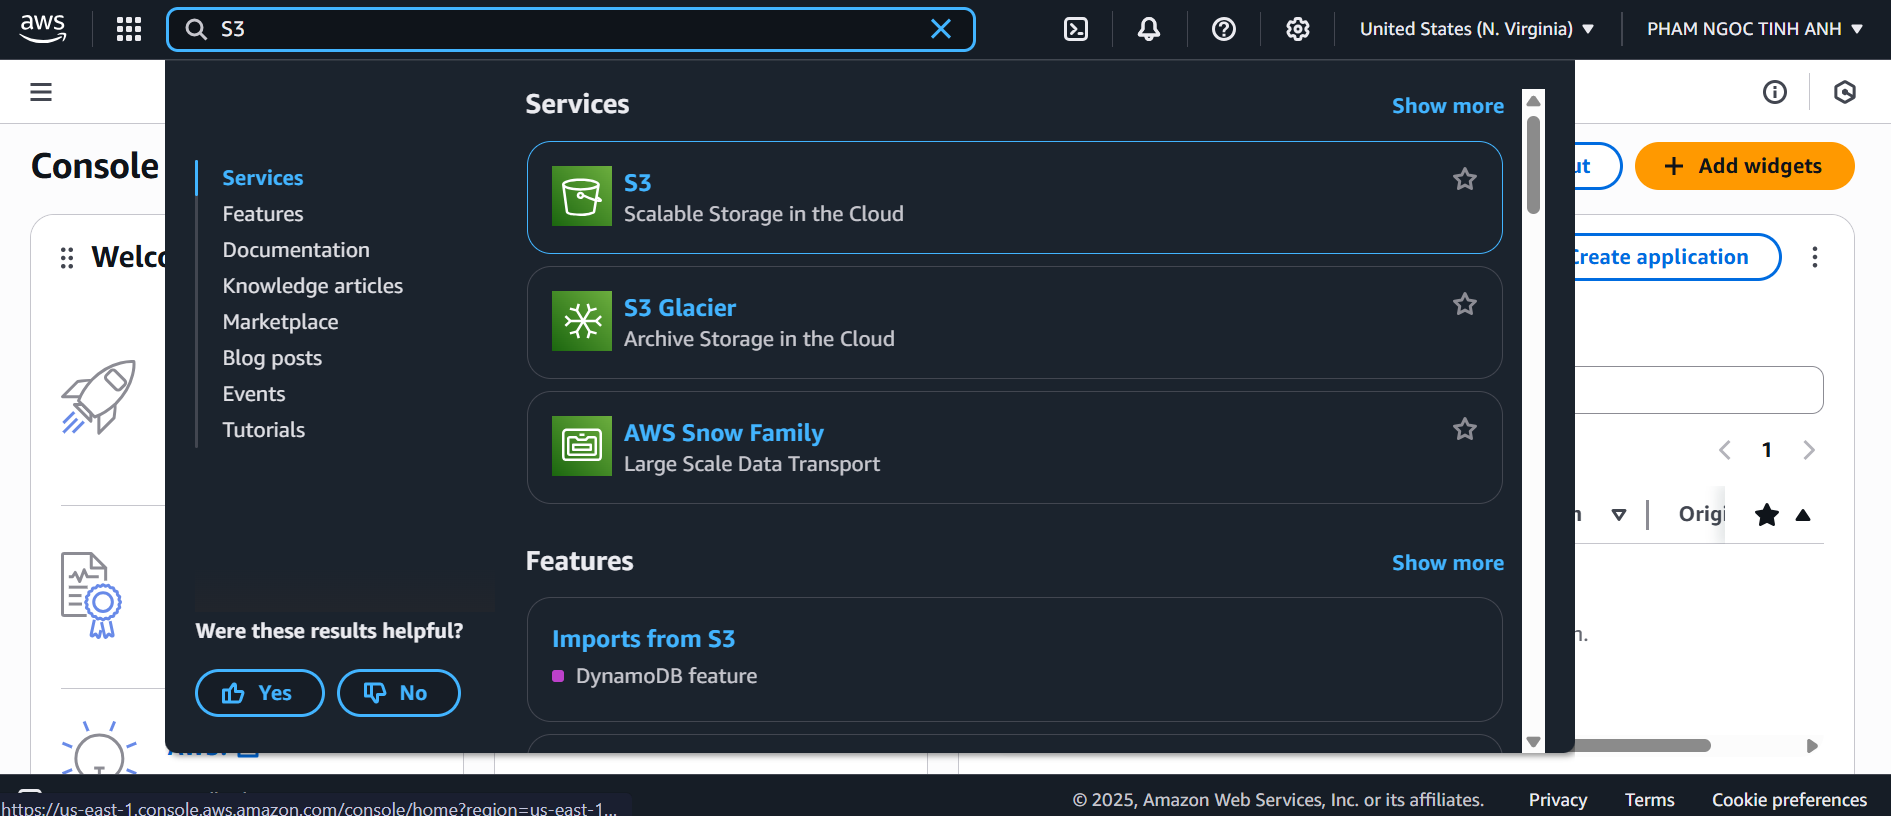 aws
S3
United States (N. Virginia)
PHAM NGOC TINH ANH
Console
Add widgets
Create application
1
Services
Features
Documentation
Knowledge articles
Marketplace
Blog posts
Events
Tutorials
Were these results helpful?
Yes
No
Services
Show more
S3
Scalable Storage in the Cloud
S3 Glacier
Archive Storage in the Cloud
AWS Snow Family
Large Scale Data Transport
Features
Show more
Imports from S3
DynamoDB feature
https://us-east-1.console.aws.amazon.com/console/home?region=us-east-1...
© 2025, Amazon Web Services, Inc. or its affiliates.
Privacy
Terms
Cookie preferences